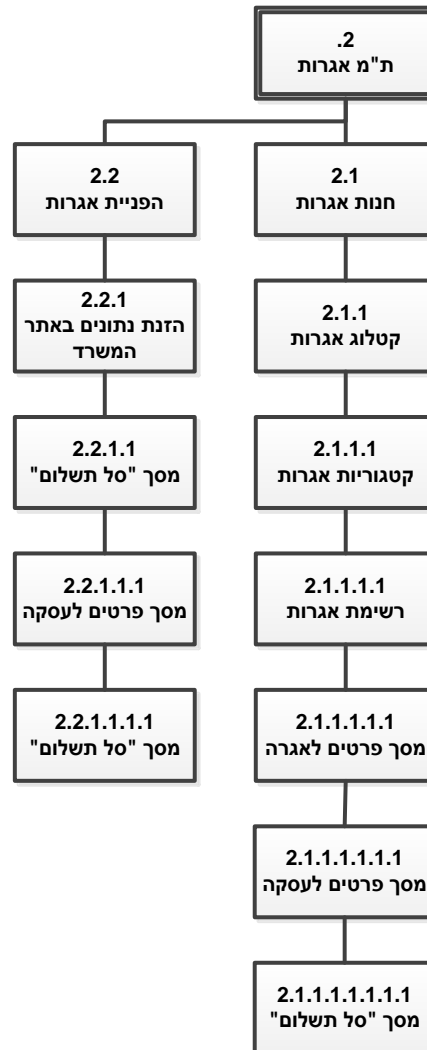 2.
ת"מ אגרות
2.1
חנות אגרות
2.2
הפניית אגרות
2.1.1
קטלוג אגרות
2.2.1
הזנת נתונים באתר
המשרד
2.1.1.1
קטגוריות אגרות
2.2.1.1
מסך "סל תשלום"
2.1.1.1.1
רשימת אגרות
2.2.1.1.1
מסך פרטים לעסקה
2.1.1.1.1.1
מסך פרטים לאגרה
2.2.1.1.1.1
מסך "סל תשלום"
2.1.1.1.1.1.1
מסך פרטים לעסקה
2.1.1.1.1.1.1.1
מסך "סל תשלום"